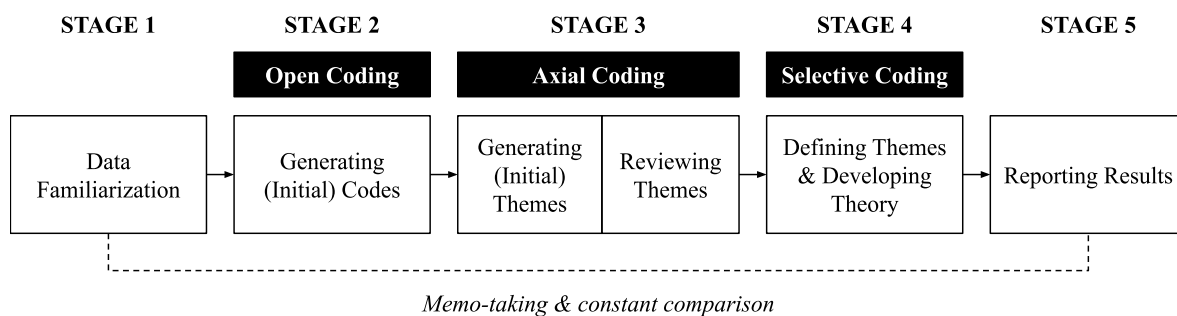 STAGE 1
STAGE 2
STAGE 3
STAGE 4
STAGE 5
Open Coding
Axial Coding
Selective Coding
Data
Familiarization
Generating
(Initial) Codes
Generating
(Initial)
Themes
Reviewing
Themes
Defining Themes
& Developing
Theory
Reporting Results
Memo-taking & constant comparison